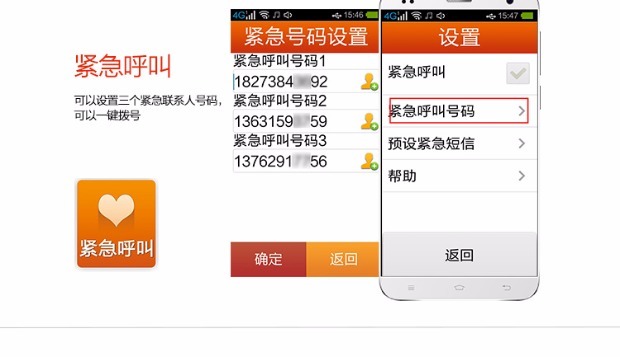 紧急呼叫
可以设置三个紧急联系人号码，
可以一键拨号
紧急呼叫
4G 15:46
紧急号码设置
紧急呼叫号码1
1827384 92
紧急呼叫号码2
1363159 59
紧急呼叫号码3
1376291 56
确定
返回
4G 15:47
设置
紧急呼叫
紧急呼叫号码
预设紧急短信
帮助
返回